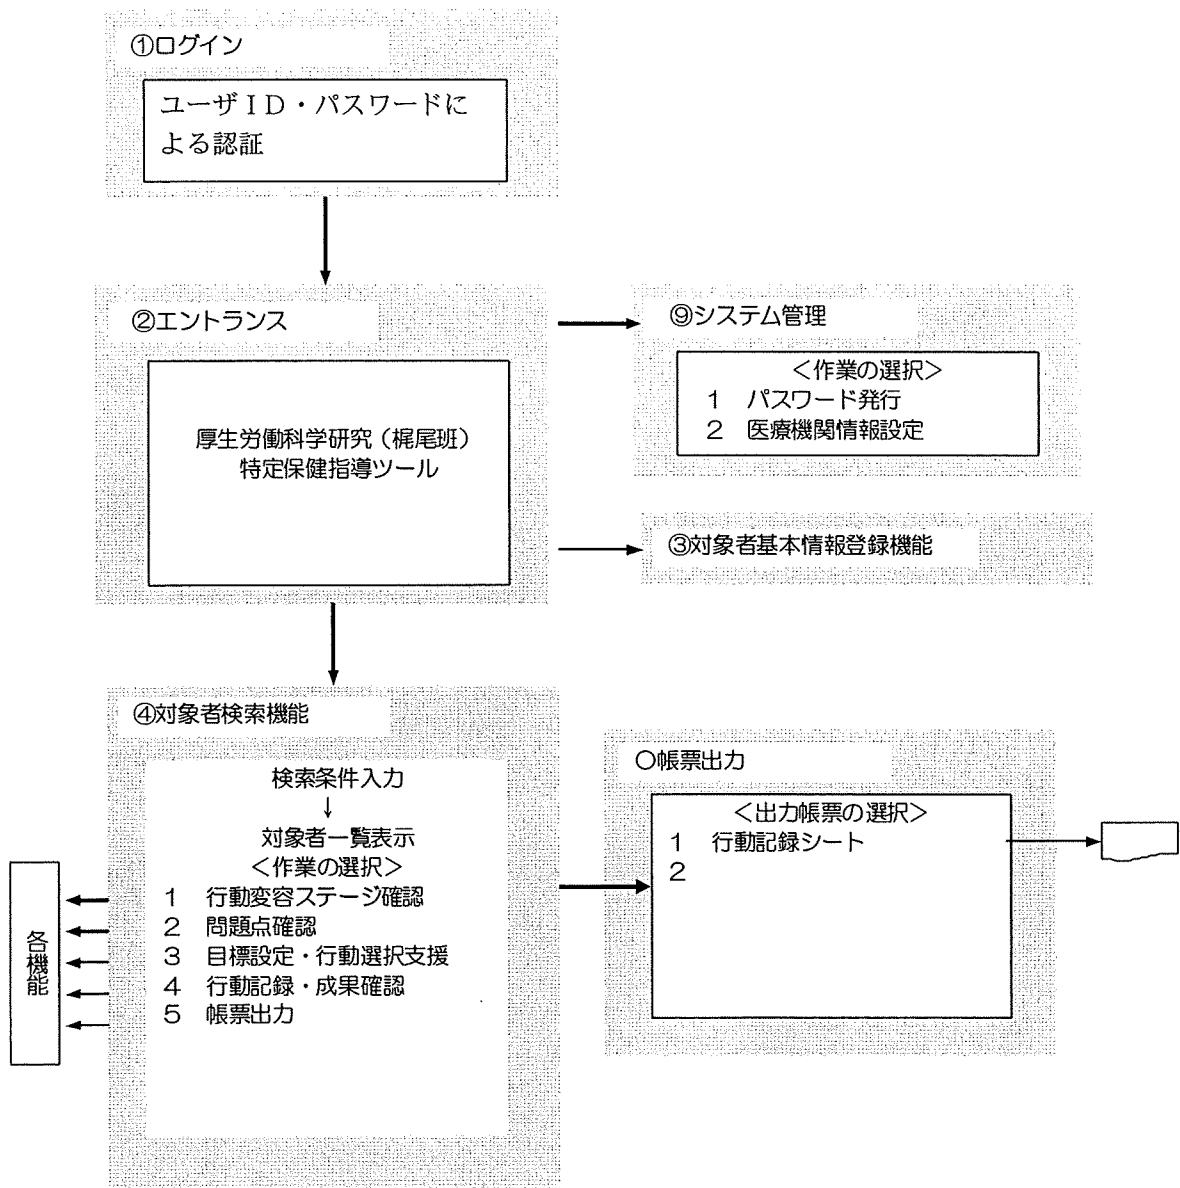 ①ログイン
ユーザＩＤ・パスワードに
よる認証
②エントランス
厚生労働科学研究（梶尾班）
特定保健指導ツール
⑨システム管理
＜作業の選択＞
1 パスワード発行
2 医療機関情報設定
③対象者基本情報登録機能
④対象者検索機能
検索条件入力
↓
対象者一覧表示
＜作業の選択＞
1 行動変容ステージ確認
2 問題点確認
3 目標設定・行動選択支援
4 行動記録・成果確認
5 帳票出力
各機能
〇帳票出力
＜出力帳票の選択＞
1 行動記録シート
2